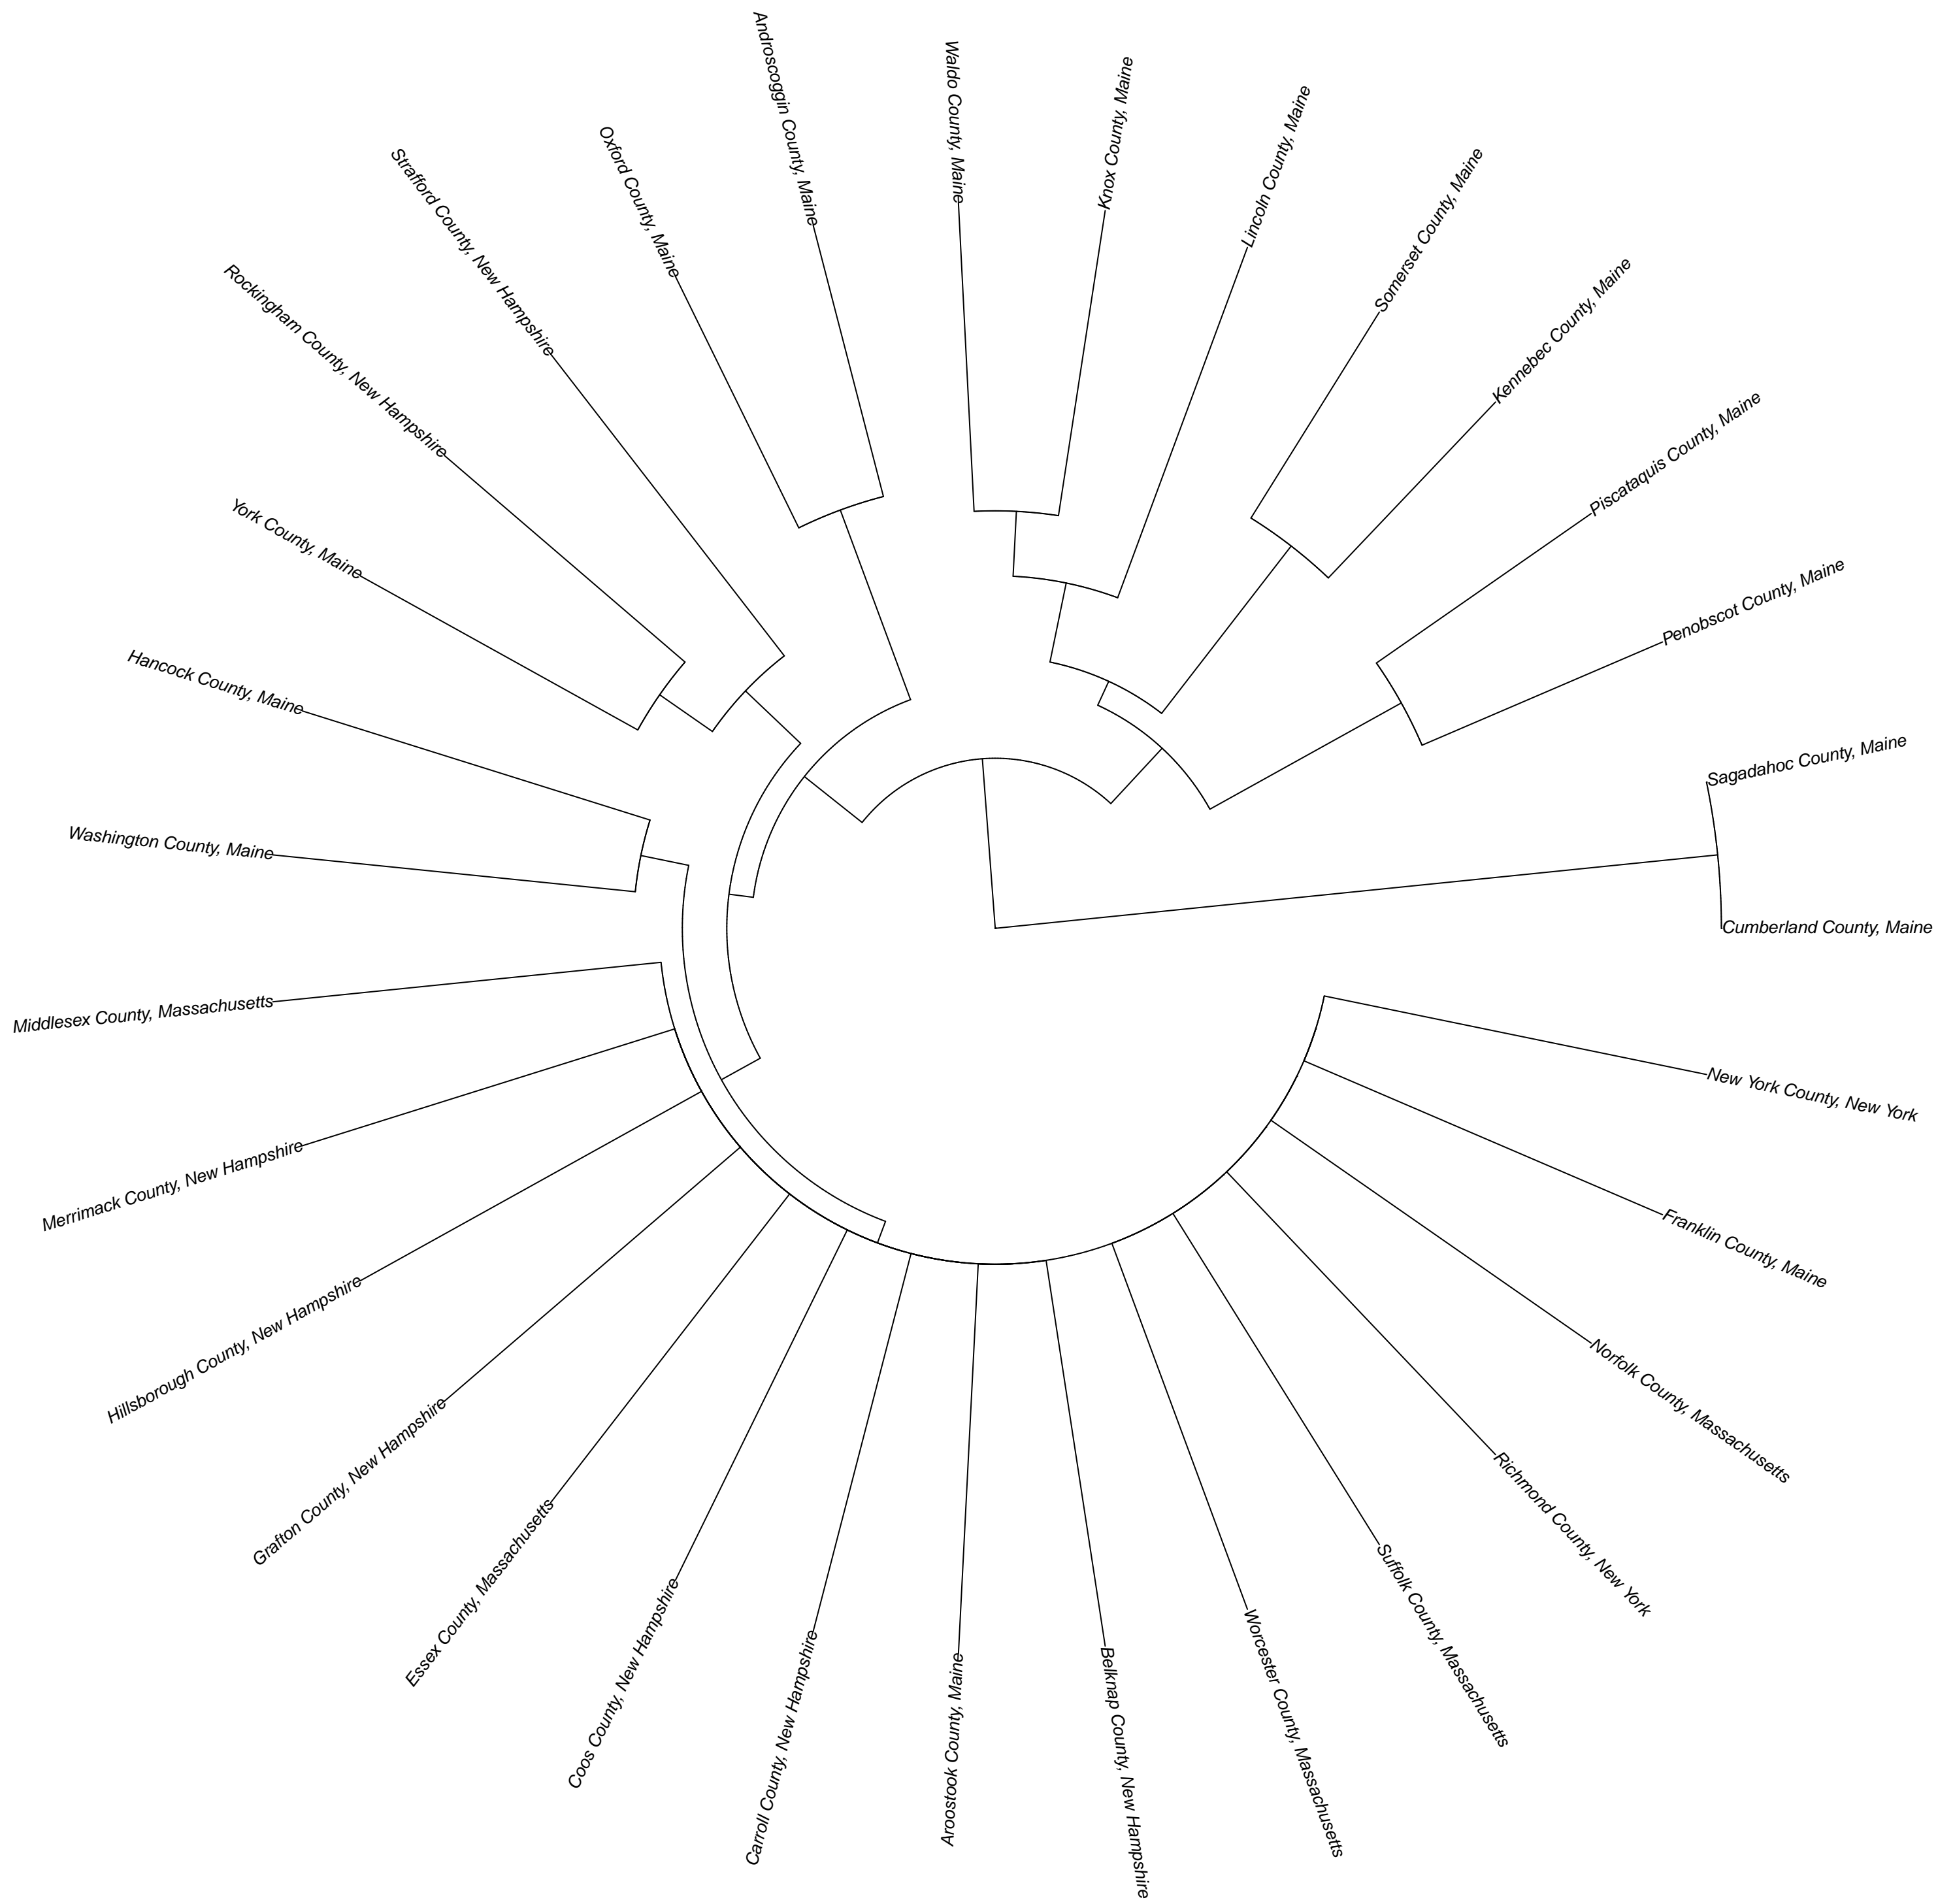 Androscoggin County, Maine
Waldo County, Maine
Knox County, Maine
Lincoln County, Maine
Somerset County, Maine
Kennebec County, Maine
Piscataquis County, Maine
Penobscot County, Maine
Sagadahoc County, Maine
Cumberland County, Maine
New York County, New York
Franklin County, Maine
Norfolk County, Massachusetts
Richmond County, New York
Suffolk County, Massachusetts
Worcester County, Massachusetts
Belknap County, New Hampshire
Aroostook County, Maine
Carroll County, New Hampshire
Coos County, New Hampshire
Essex County, Massachusetts
Grafton County, New Hampshire
Hillsborough County, New Hampshire
Merrimack County, New Hampshire
Middlesex County, Massachusetts
Washington County, Maine
Hancock County, Maine
York County, Maine
Rockingham County, New Hampshire
Strafford County, New Hampshire
Oxford County, Maine